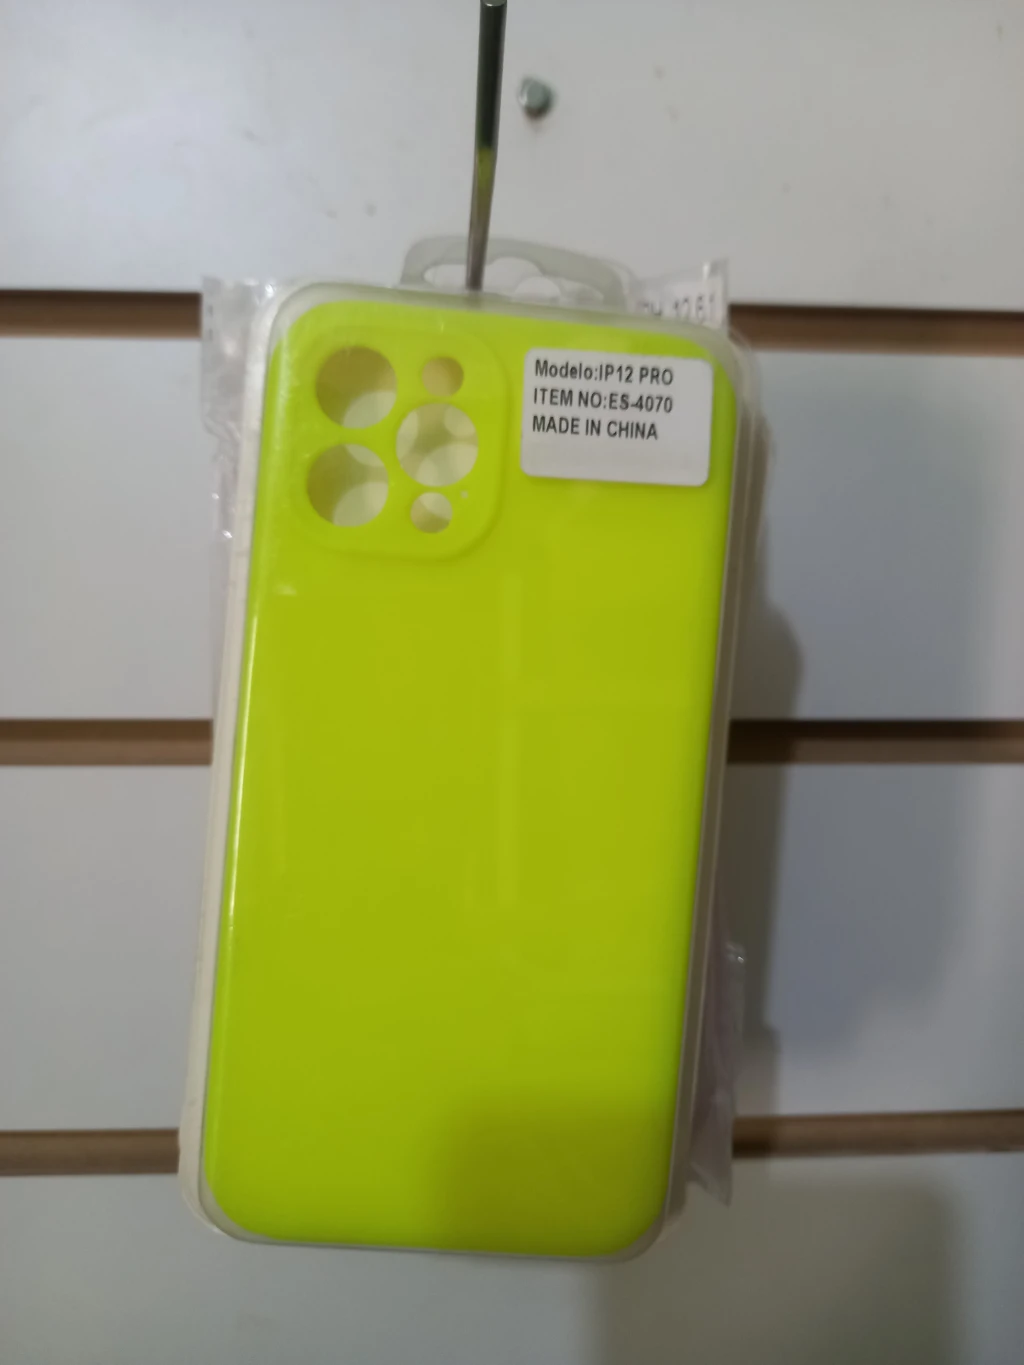 Modelo:IP12 PRO
ITEM NO:ES-4070
MADE IN CHINA